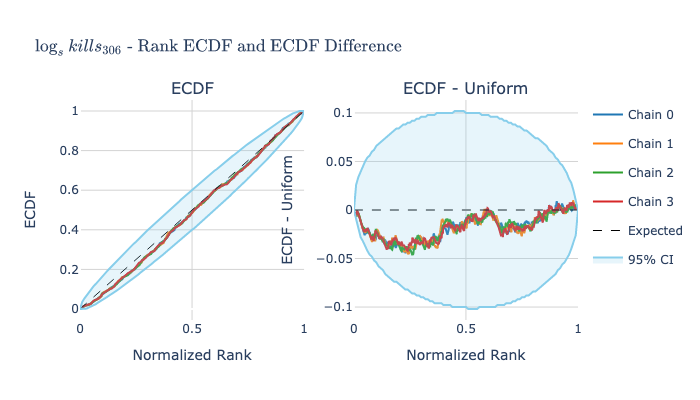 log_s kills_306 - Rank ECDF and ECDF Difference
ECDF
ECDF - Uniform
ECDF
1
0.8
0.6
0.4
0.2
0
0
0.5
1
Normalized Rank
ECDF - Uniform
0.1
0.05
0
−0.05
−0.1
0
0.5
1
Normalized Rank
Chain 0
Chain 1
Chain 2
Chain 3
Expected
95% CI